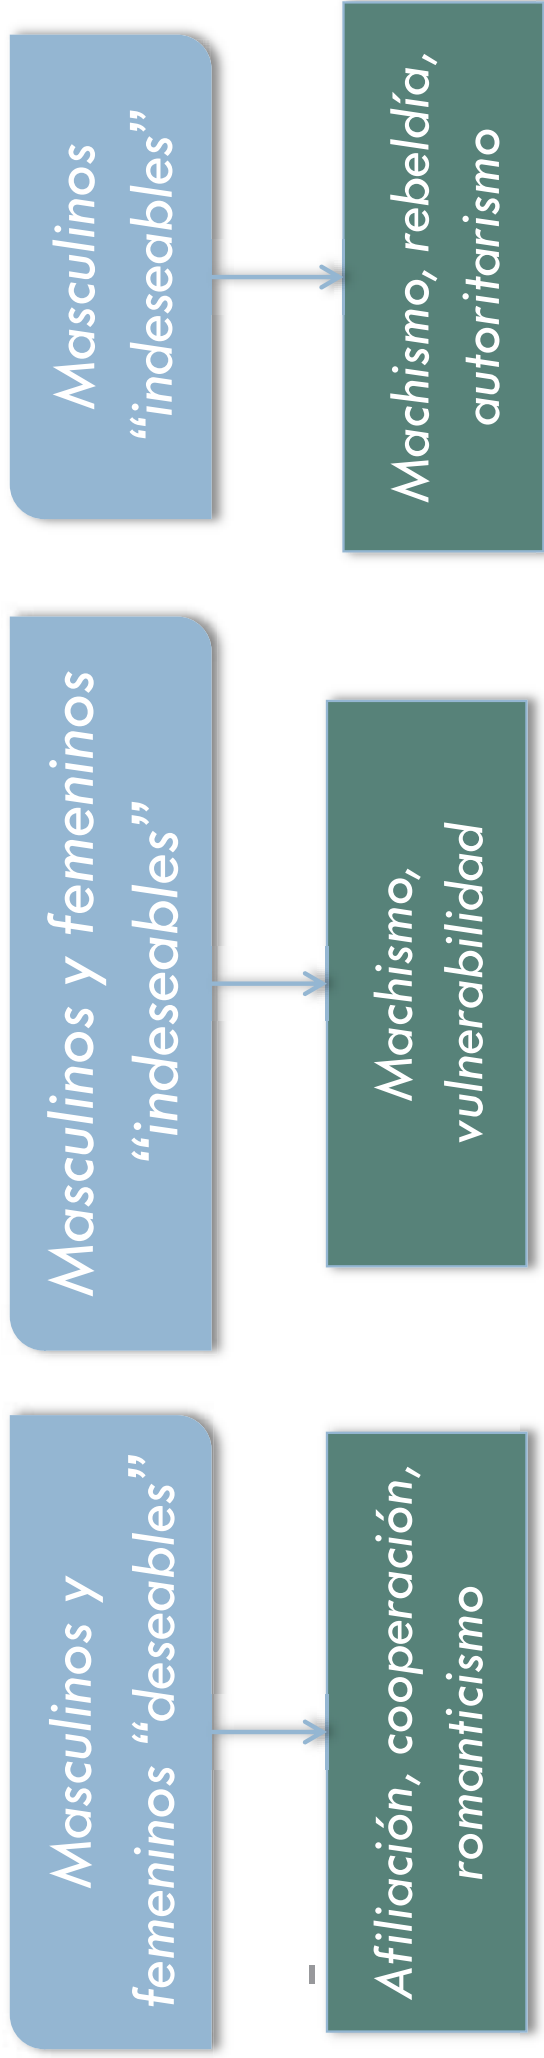 Masculinos y
femeninos “deseables”
Afiliación, cooperación,
romanticismo
Masculinos y femeninos
“indeseables”
Machismo,
vulnerabilidad
Masculinos
“indeseables”
Machismo, rebeldía,
autoritarismo